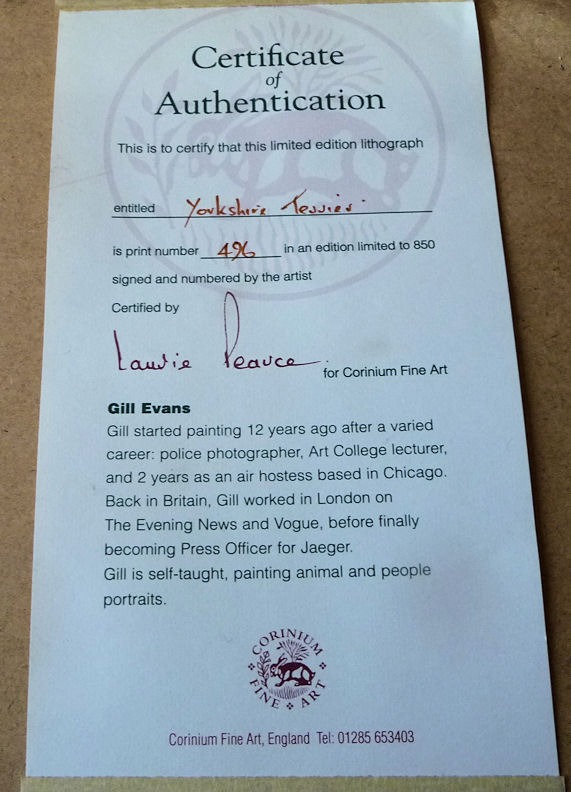 Certificate
of
Authentication
This is to certify that this limited edition lithograph
entitled Yorkshire Terrier.
is print number 496 in an edition limited to 850
signed and numbered by the artist
Certified by
Laurie Pearce for Corinium Fine Art
Gill Evans
Gill started painting 12 years ago after a varied
career: police photographer, Art College lecturer,
and 2 years as an air hostess based in Chicago.
Back in Britain, Gill worked in London on
The Evening News and Vogue, before finally
becoming Press Officer for Jaeger.
Gill is self-taught, painting animal and people
portraits.
CORINIUM
FINE ART
Corinium Fine Art, England Tel: 01285 653403